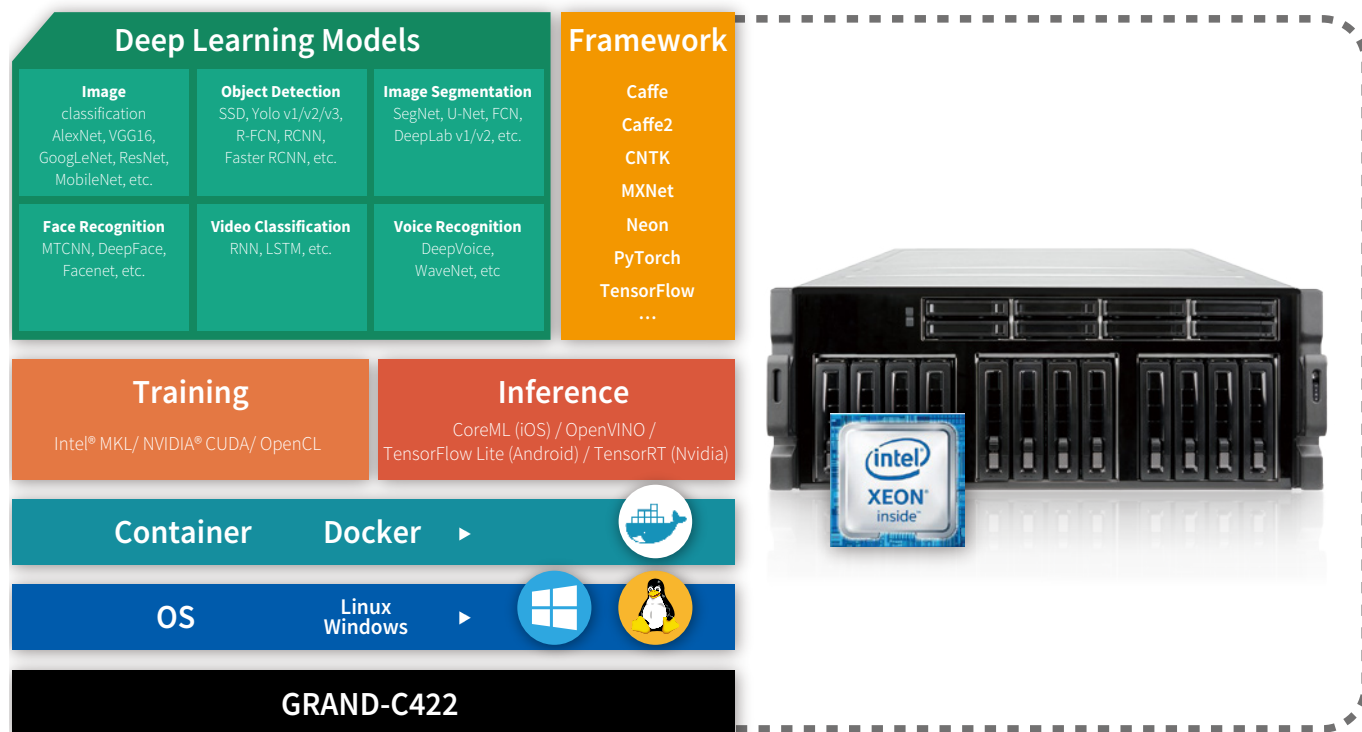 Deep Learning Models
Image
classification
AlexNet, VGG16,
GoogLeNet, ResNet,
MobileNet, etc.
Object Detection
SSD, Yolo v1/v2/v3,
R-FCN, RCNN,
Faster RCNN, etc.
Image Segmentation
SegNet, U-Net, FCN,
DeepLab v1/v2, etc.
Face Recognition
MTCNN, DeepFace,
Facenet, etc.
Video Classification
RNN, LSTM, etc.
Voice Recognition
DeepVoice,
WaveNet, etc
Framework
Caffe
Caffe2
CNTK
MXNet
Neon
PyTorch
TensorFlow
...
Training
Intel® MKL/ NVIDIA® CUDA/ OpenCL
Inference
CoreML (iOS) / OpenVINO /
TensorFlow Lite (Android) / TensorRT (Nvidia)
Container Docker
OS
Linux
Windows
GRAND-C422
intel
XEON®
inside™